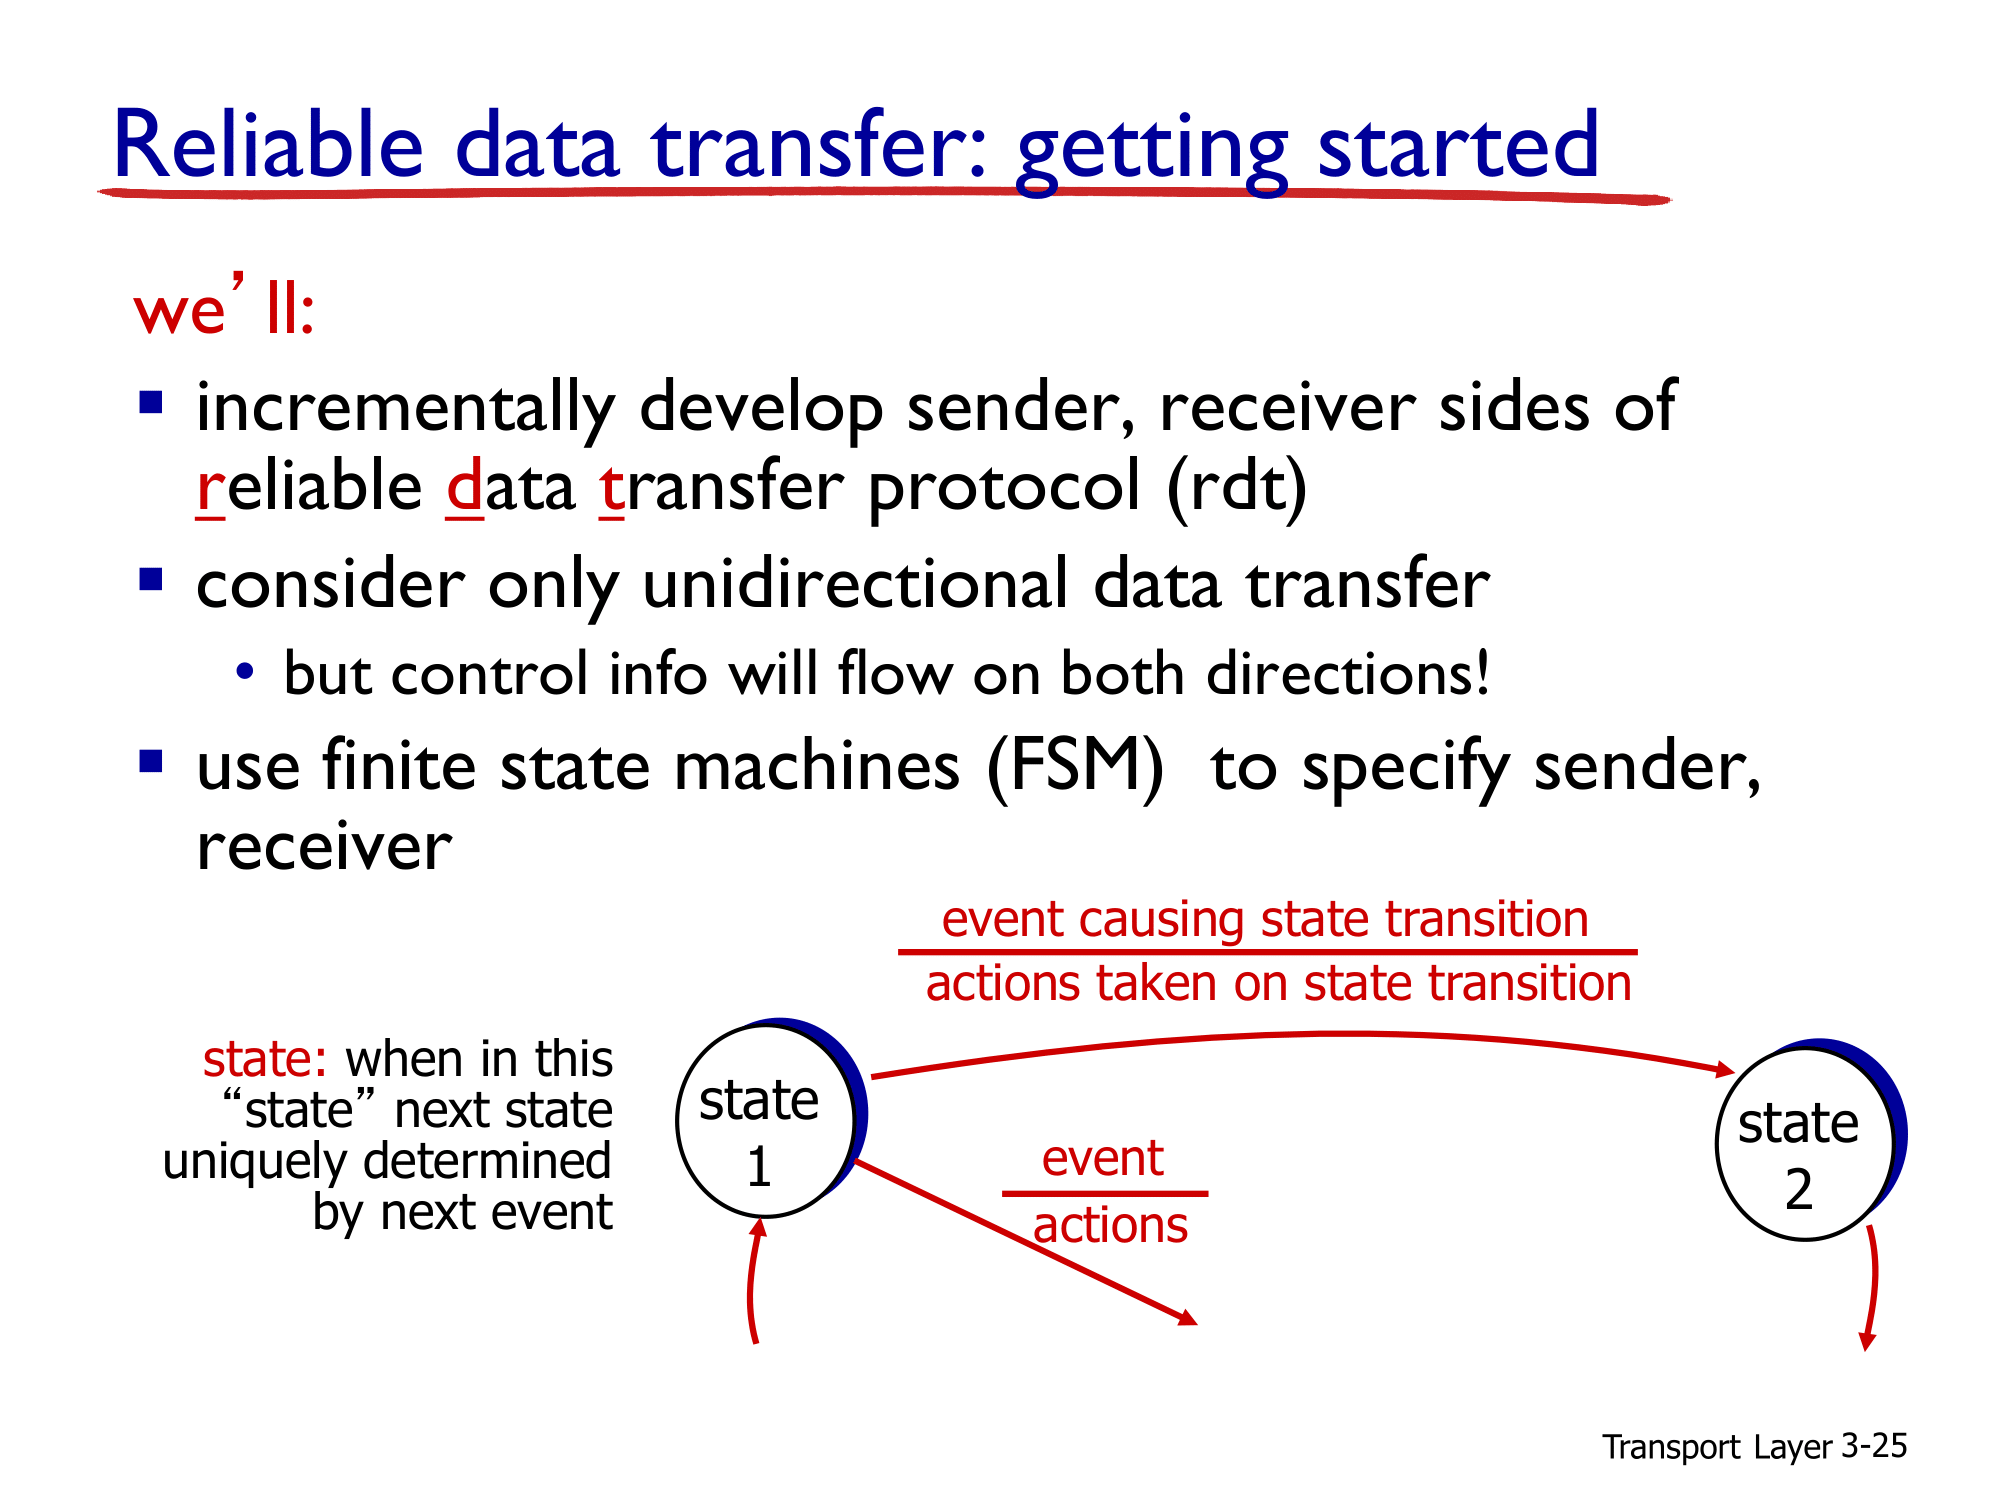 Reliable data transfer: getting started
we’ll:
▪ incrementally develop sender, receiver sides of
reliable data transfer protocol (rdt)
▪ consider only unidirectional data transfer
• but control info will flow on both directions!
▪ use finite state machines (FSM)  to specify sender,
receiver
event causing state transition
actions taken on state transition
state: when in this
“state” next state
uniquely determined
by next event
state
1
event
actions
state
2
Transport Layer 3-25